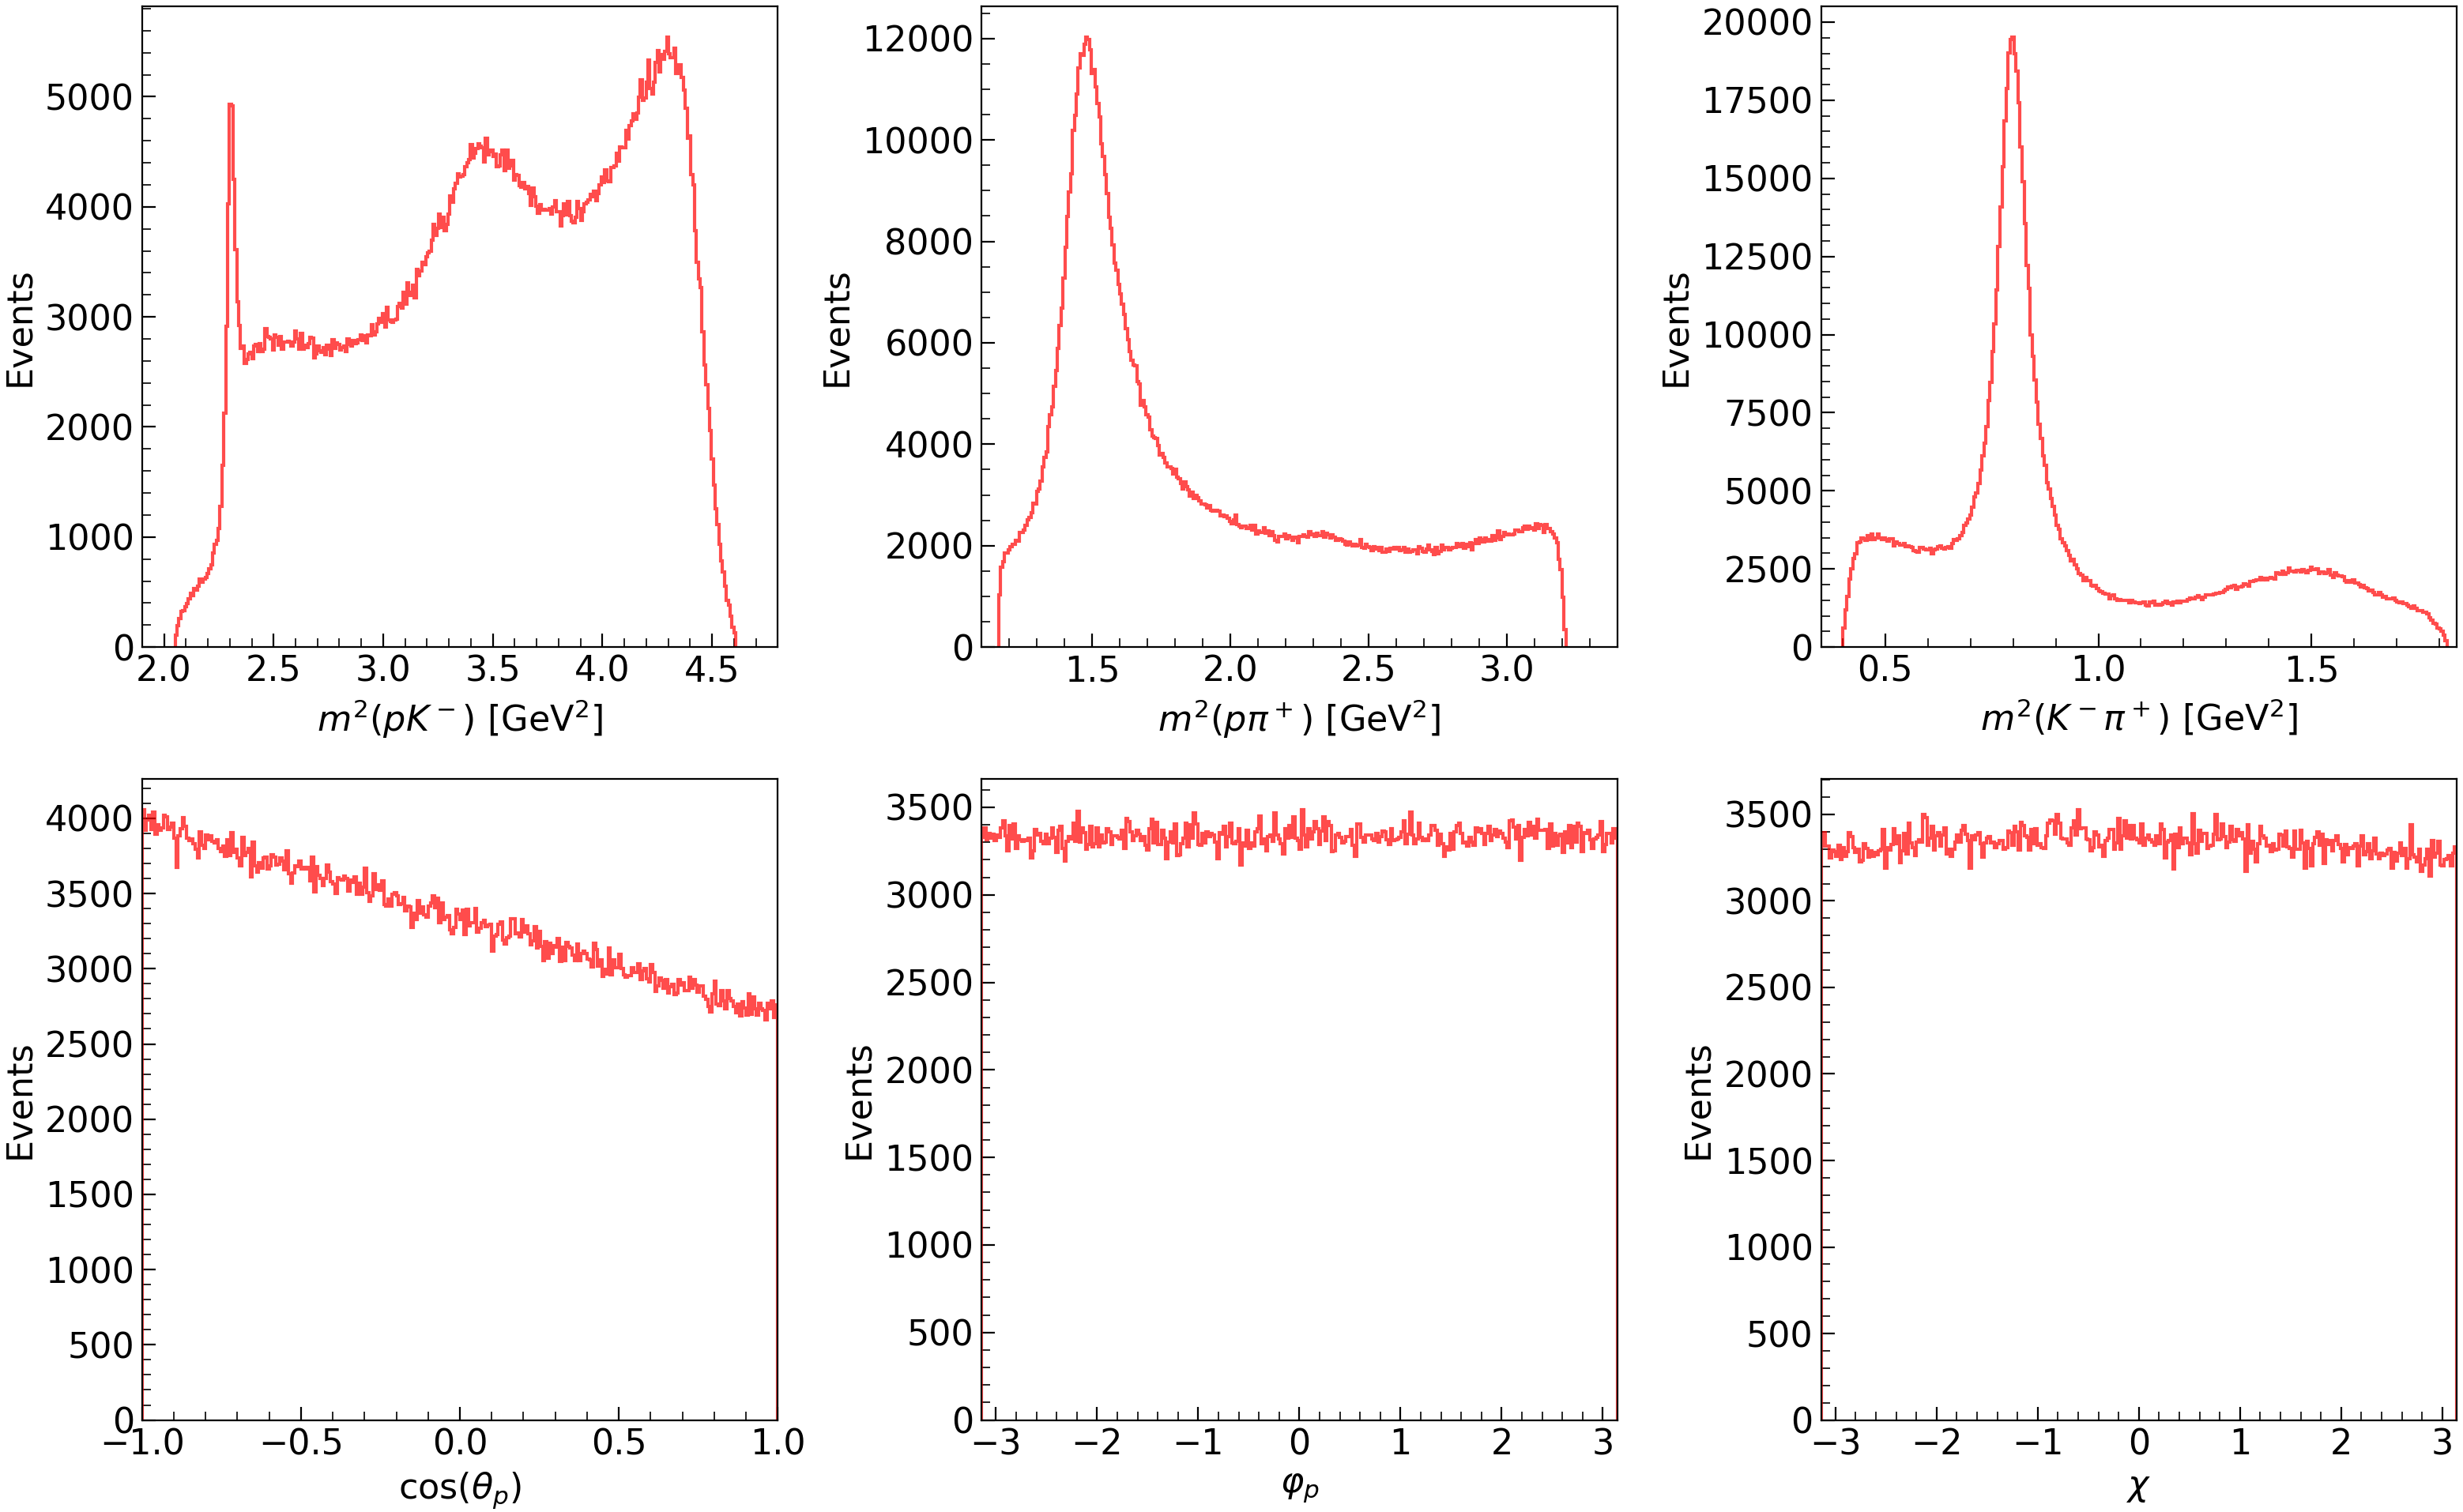 Events
5000
4000
3000
2000
1000
0
2.0 2.5 3.0 3.5 4.0 4.5
m²(pK⁻) [GeV²]
Events
12000
10000
8000
6000
4000
2000
0
1.5 2.0 2.5 3.0
m²(pπ⁺) [GeV²]
Events
20000
17500
15000
12500
10000
7500
5000
2500
0
0.5 1.0 1.5
m²(K⁻π⁺) [GeV²]
Events
4000
3500
3000
2500
2000
1500
1000
500
0
−1.0 −0.5 0.0 0.5 1.0
cos(θₚ)
Events
3500
3000
2500
2000
1500
1000
500
0
−3 −2 −1 0 1 2 3
φₚ
Events
3500
3000
2500
2000
1500
1000
500
0
−3 −2 −1 0 1 2 3
χ